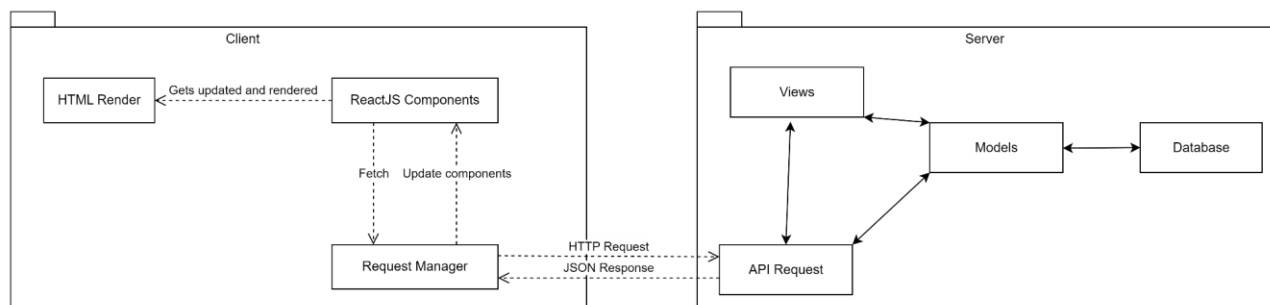 Client
Server
HTML Render
Gets updated and rendered
ReactJS Components
Views
Models
Database
Fetch
Update components
Request Manager
HTTP Request
JSON Response
API Request